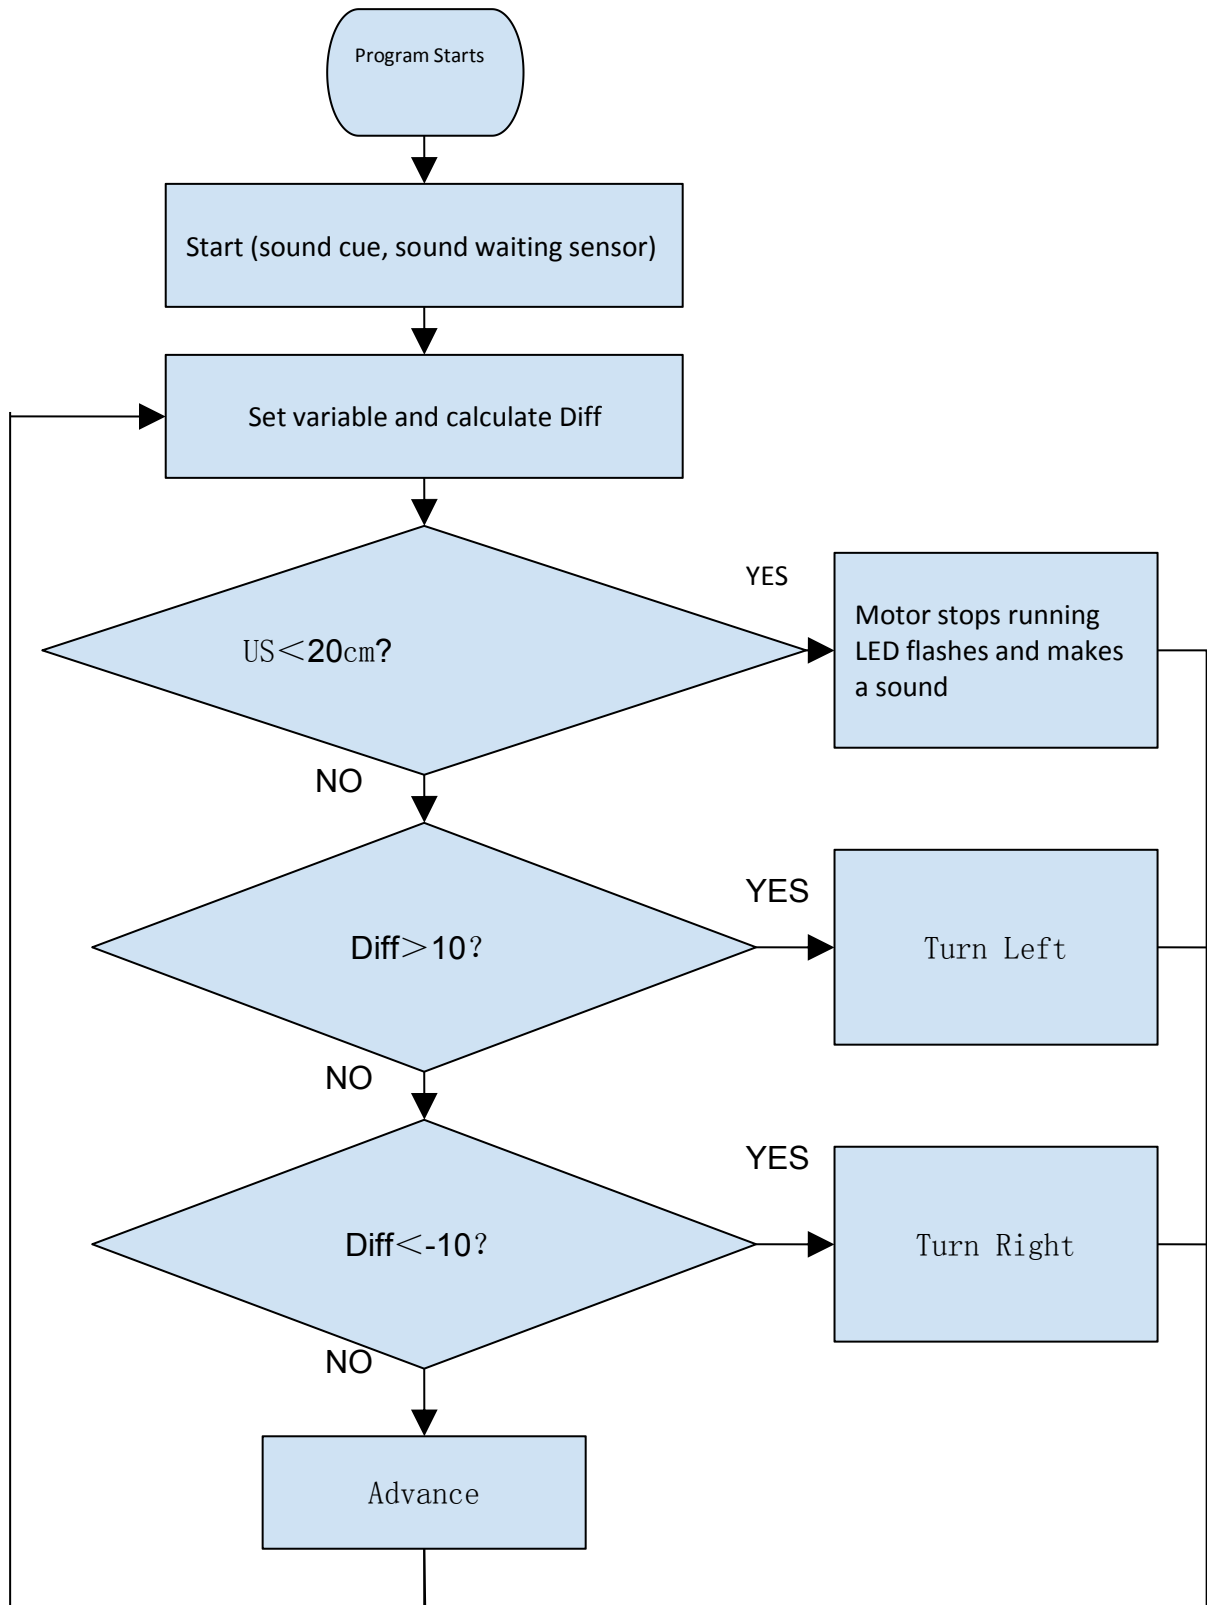 Program Starts
Start (sound cue, sound waiting sensor)
Set variable and calculate Diff
US＜20cm?
YES
Motor stops running
LED flashes and makes
a sound
NO
Diff＞10？
YES
Turn Left
NO
Diff＜-10？
YES
Turn Right
NO
Advance